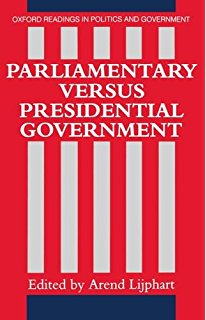 OXFORD READINGS IN POLITICS AND GOVERNMENT
PARLIAMENTARY
VERSUS
PRESIDENTIAL
GOVERNMENT
Edited by Arend Lijphart